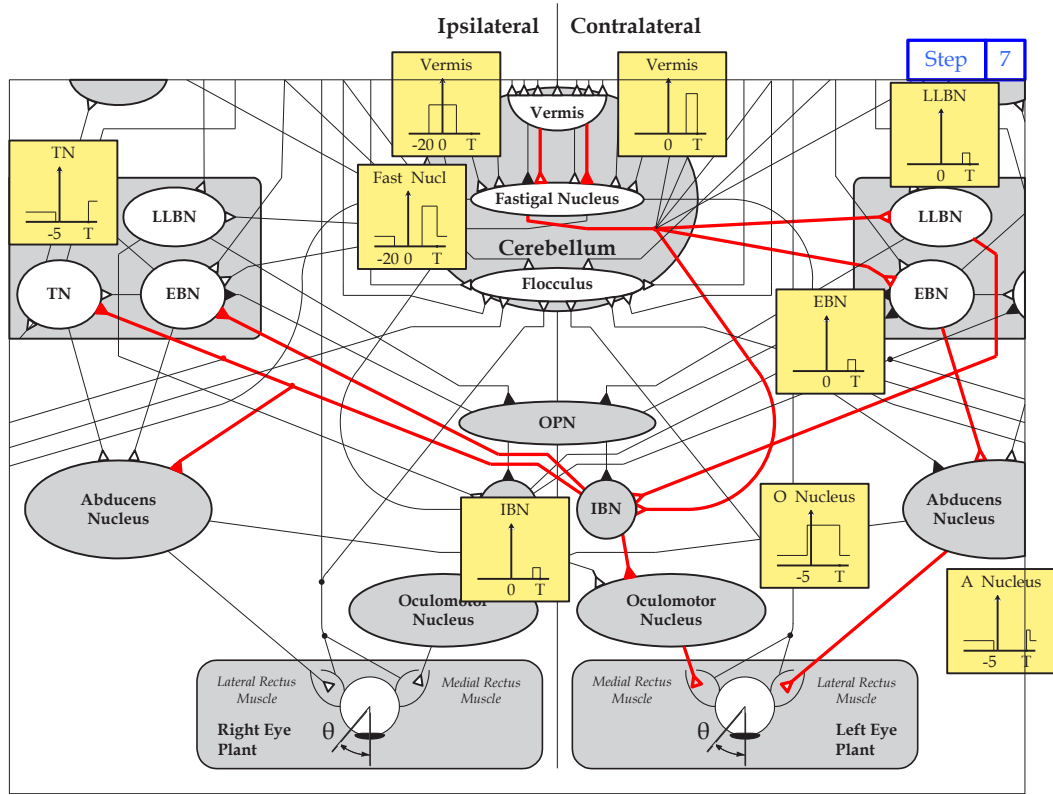 Ipsilateral Contralateral
Step 7
Vermis
-20 0 T
Vermis
0 T
LLBN
0 T
Vermis
TN
-5 T
Fast Nucl
-20 0 T
Fastigal Nucleus
LLBN
LLBN
Cerebellum
Flocculus
TN
EBN
EBN
EBN
0 T
OPN
Abducens
Nucleus
IBN
0 T
IBN
O Nucleus
-5 T
Abducens
Nucleus
A Nucleus
-5 T
Oculomotor
Nucleus
Oculomotor
Nucleus
Lateral Rectus
Muscle
Medial Rectus
Muscle
Right Eye
Plant
θ
Medial Rectus
Muscle
Lateral Rectus
Muscle
θ
Left Eye
Plant